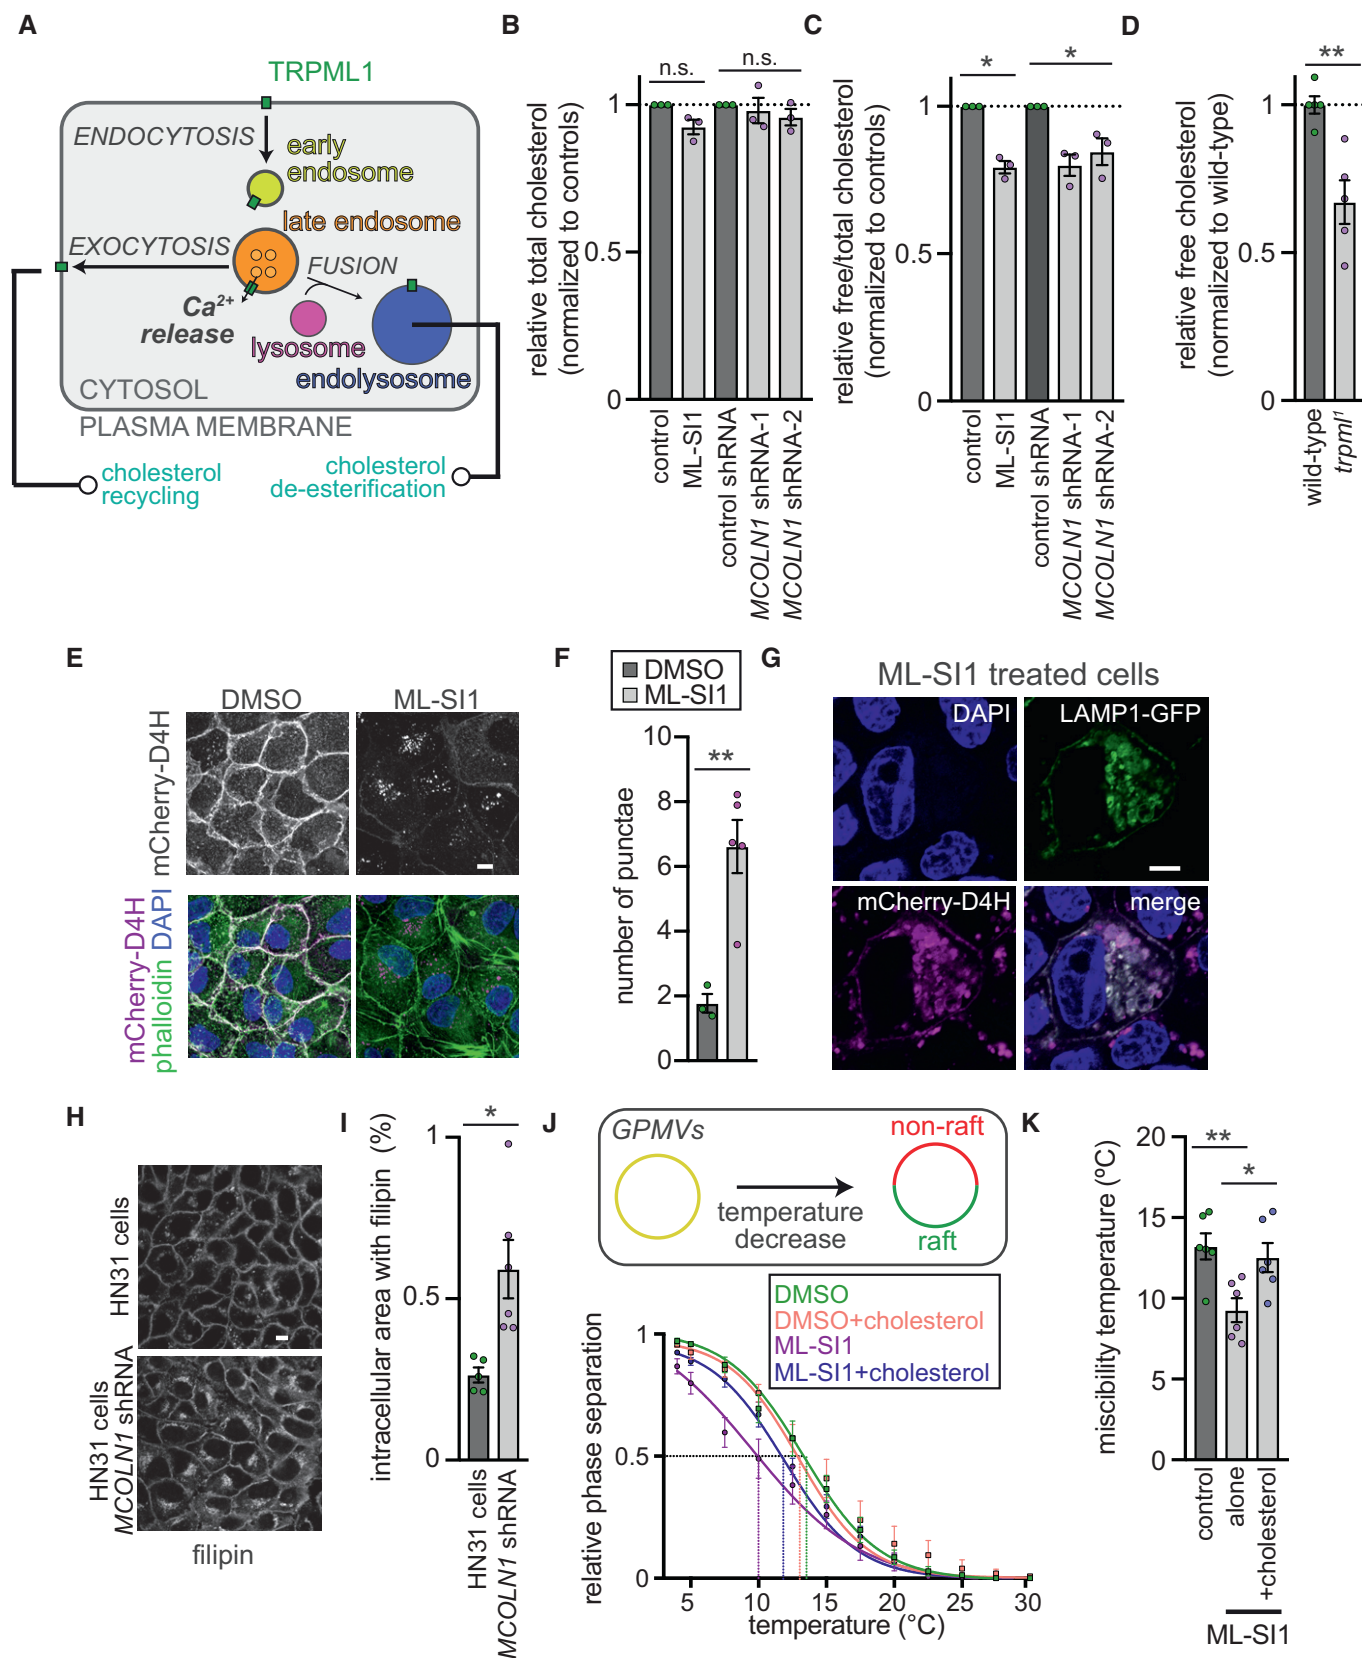 A
TRPML1
ENDOCYTOSIS
early
endosome
late endosome
EXOCYTOSIS
FUSION
Ca2+
release
lysosome
endolysosome
CYTOSOL
PLASMA MEMBRANE
cholesterol
recycling
cholesterol
de-esterification
B
relative total cholesterol
(normalized to controls)
n.s.
n.s.
1
0.5
0
control
ML-SI1
control shRNA
MCOLN1 shRNA-1
MCOLN1 shRNA-2
C
relative free/total cholesterol
(normalized to controls)
*
*
1
0.5
0
control
ML-SI1
control shRNA
MCOLN1 shRNA-1
MCOLN1 shRNA-2
D
relative free cholesterol
(normalized to wild-type)
**
1
0.5
0
wild-type
trpml1
E
DMSO
ML-SI1
mCherry-D4H
mCherry-D4H
phalloidin DAPI
F
DMSO
ML-SI1
number of punctae
**
10
8
6
4
2
0
G
ML-SI1 treated cells
DAPI
LAMP1-GFP
mCherry-D4H
merge
H
HN31 cells
HN31 cells
MCOLN1 shRNA
filipin
I
intracellular area with filipin (%)
*
1
0.5
0
HN31 cells
MCOLN1 shRNA
J
GPMVs
temperature
decrease
non-raft
raft
DMSO
DMSO+cholesterol
ML-SI1
ML-SI1+cholesterol
relative phase separation
1
0.5
0
5
10
15
20
25
30
temperature (°C)
K
miscibility temperature (ºC)
**
*
20
15
10
5
0
control
alone
+cholesterol
ML-SI1